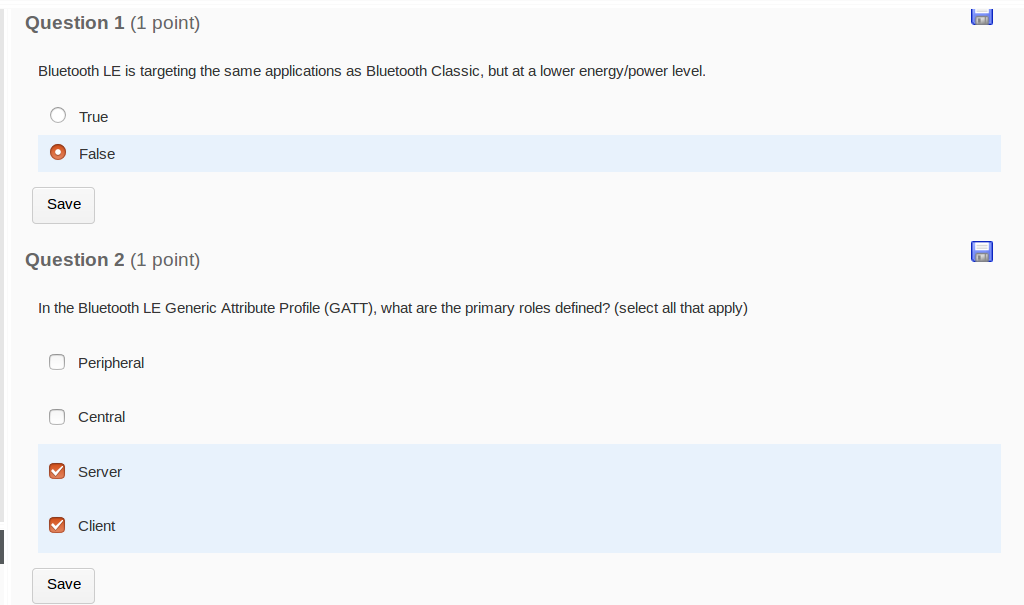 Question 1 (1 point)
Bluetooth LE is targeting the same applications as Bluetooth Classic, but at a lower energy/power level.
True
False
Save
Question 2 (1 point)
In the Bluetooth LE Generic Attribute Profile (GATT), what are the primary roles defined? (select all that apply)
Peripheral
Central
Server
Client
Save